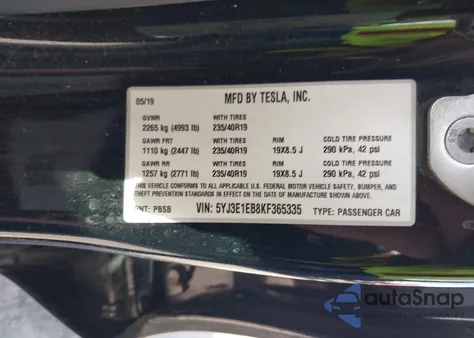 05/19 MFD BY TESLA, INC.
GVWR WITH TIRES
2265 kg (4993 lb) 235/40R19
GAWR FRT WITH TIRES RIM COLD TIRE PRESSURE
1110 kg (2447 lb) 235/40R19 19X8.5 J 290 kPa, 42 psi
GAWR RR WITH TIRES RIM COLD TIRE PRESSURE
1257 kg (2771 lb) 235/40R19 19X8.5 J 290 kPa, 42 psi
THIS VEHICLE CONFORMS TO ALL APPLICABLE FEDERAL MOTOR VEHICLE SAFETY, BUMPER, AND
THEFT PREVENTION STANDARDS IN EFFECT ON THE DATE OF MANUFACTURE SHOWN ABOVE.
PNT: PBSB VIN: 5YJ3E1EB8KF365335 TYPE: PASSENGER CAR
autoSnap